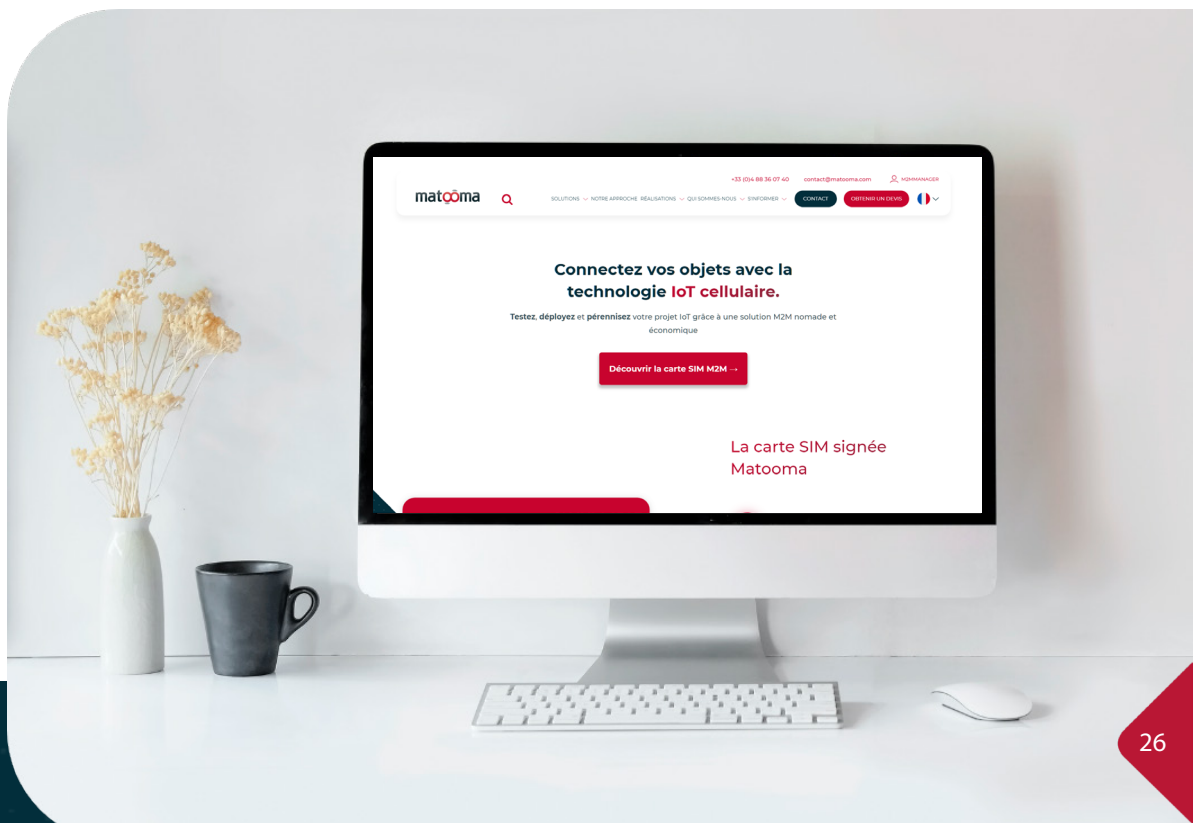 +33 (0)4 88 36 07 40 contact@matooma.com M2MMANAGER
matooma
SOLUTIONS NOTRE APPROCHE RÉALISATIONS QUI SOMMES-NOUS S'INFORMER CONTACT OBTENIR UN DEVIS
Connectez vos objets avec la
technologie IoT cellulaire.
Testez, déployez et pérennisez votre projet IoT grâce à une solution M2M nomade et
économique
Découvrir la carte SIM M2M →
La carte SIM signée
Matooma
26